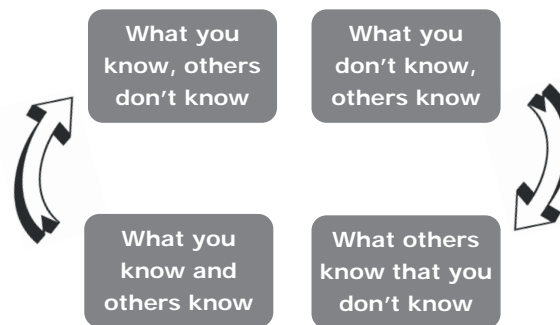 What you
know, others
don't know
What you
don't know,
others know
What you
know and
others know
What others
know that you
don't know